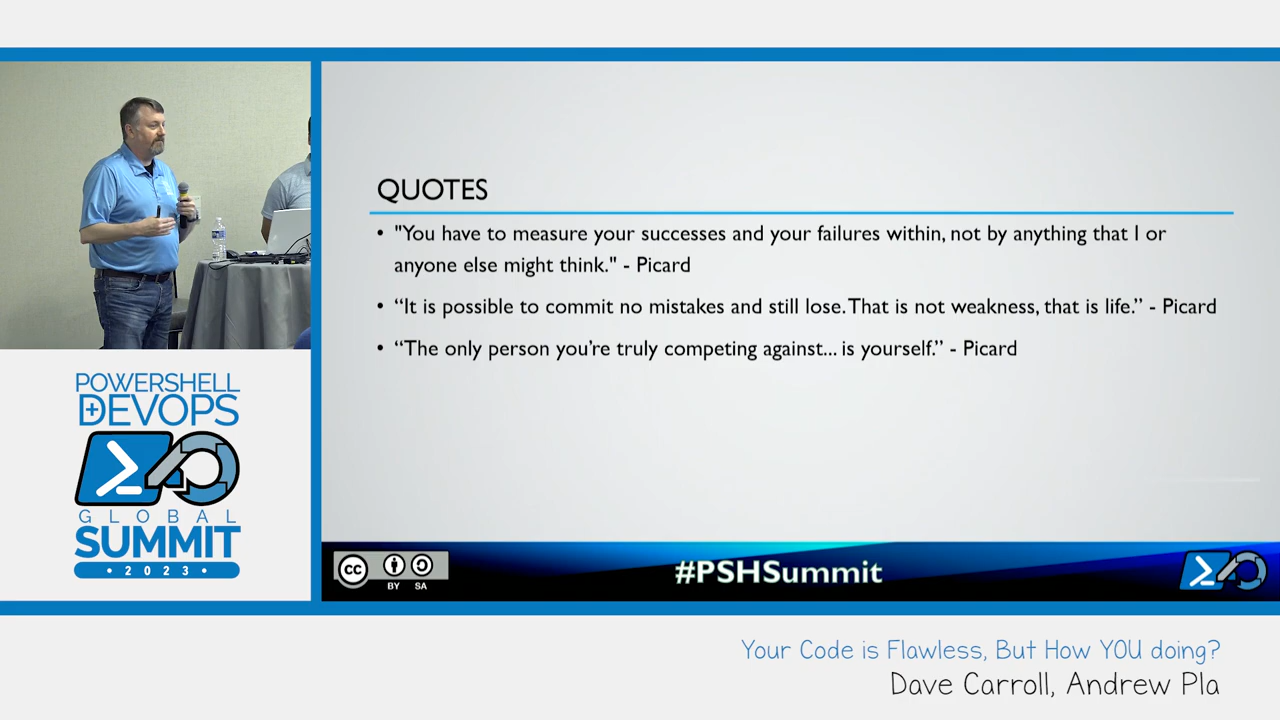 QUOTES
• "You have to measure your successes and your failures within, not by anything that I or
anyone else might think." - Picard
• “It is possible to commit no mistakes and still lose. That is not weakness, that is life.” - Picard
• “The only person you’re truly competing against... is yourself.” - Picard
POWERSHELL
+DEVOPS
GLOBAL
SUMMIT
• 2023 •
cc
BY SA
#PSHSummit
Your Code is Flawless, But How YOU doing?
Dave Carroll, Andrew Pla